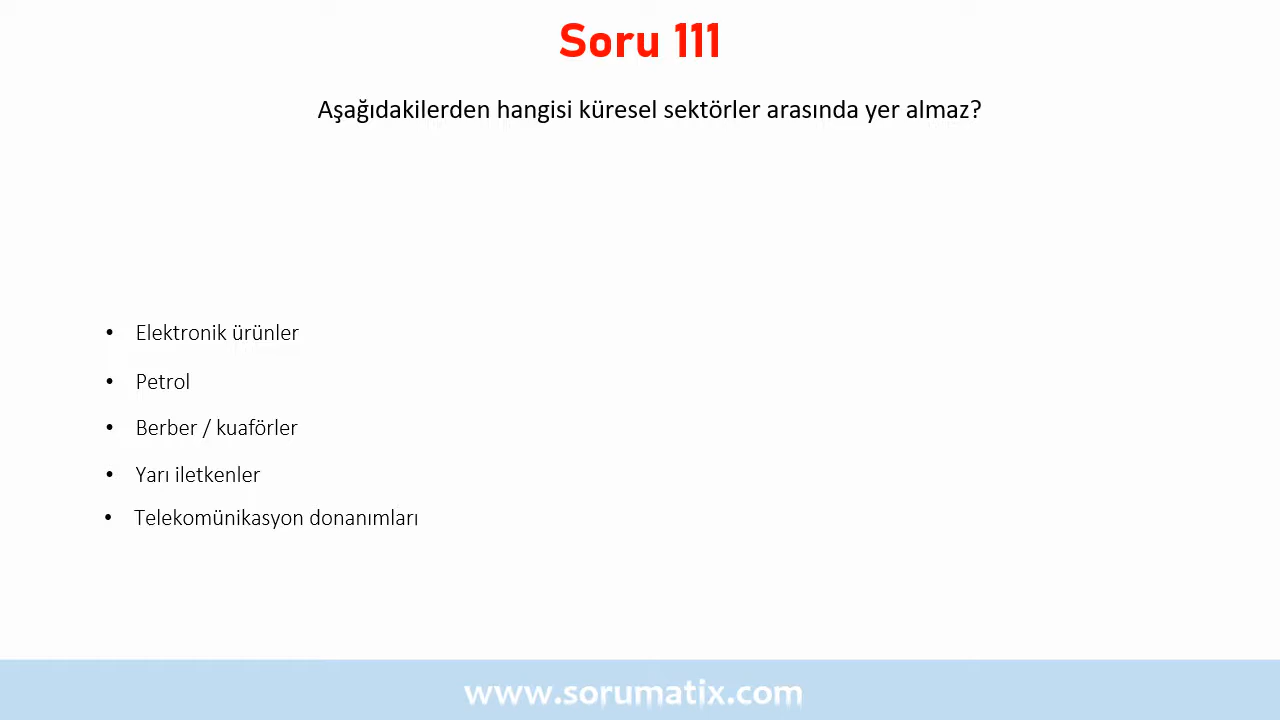 Soru 111
Aşağıdakilerden hangisi küresel sektörler arasında yer almaz?
• Elektronik ürünler
• Petrol
• Berber / kuaförler
• Yarı iletkenler
• Telekomünikasyon donanımları
www.sorumatix.com